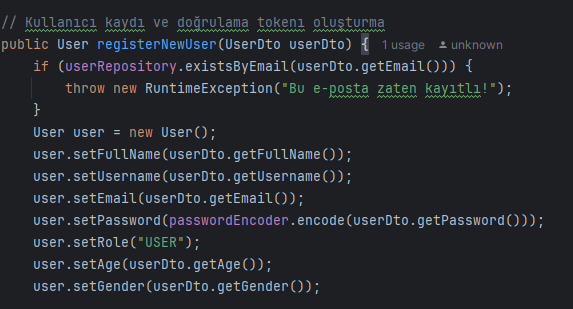 // Kullanıcı kaydı ve doğrulama tokenı oluşturma
public User registerNewUser(UserDto userDto) { 1 usage unknown
    if (userRepository.existsByEmail(userDto.getEmail())) {
        throw new RuntimeException("Bu e-posta zaten kayıtlı!");
    }
    User user = new User();
    user.setFullName(userDto.getFullName());
    user.setUsername(userDto.getUsername());
    user.setEmail(userDto.getEmail());
    user.setPassword(passwordEncoder.encode(userDto.getPassword()));
    user.setRole("USER");
    user.setAge(userDto.getAge());
    user.setGender(userDto.getGender());